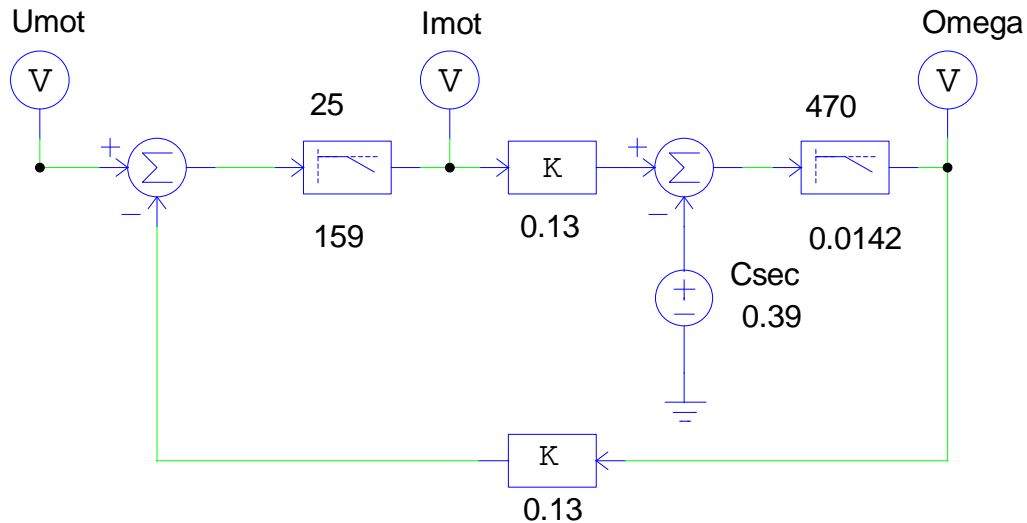 Umot
Imot
Omega
V
V
V
25
470
+
Σ
K
+
Σ
−
159
0.13
−
0.0142
Csec
+
−
0.39
K
0.13